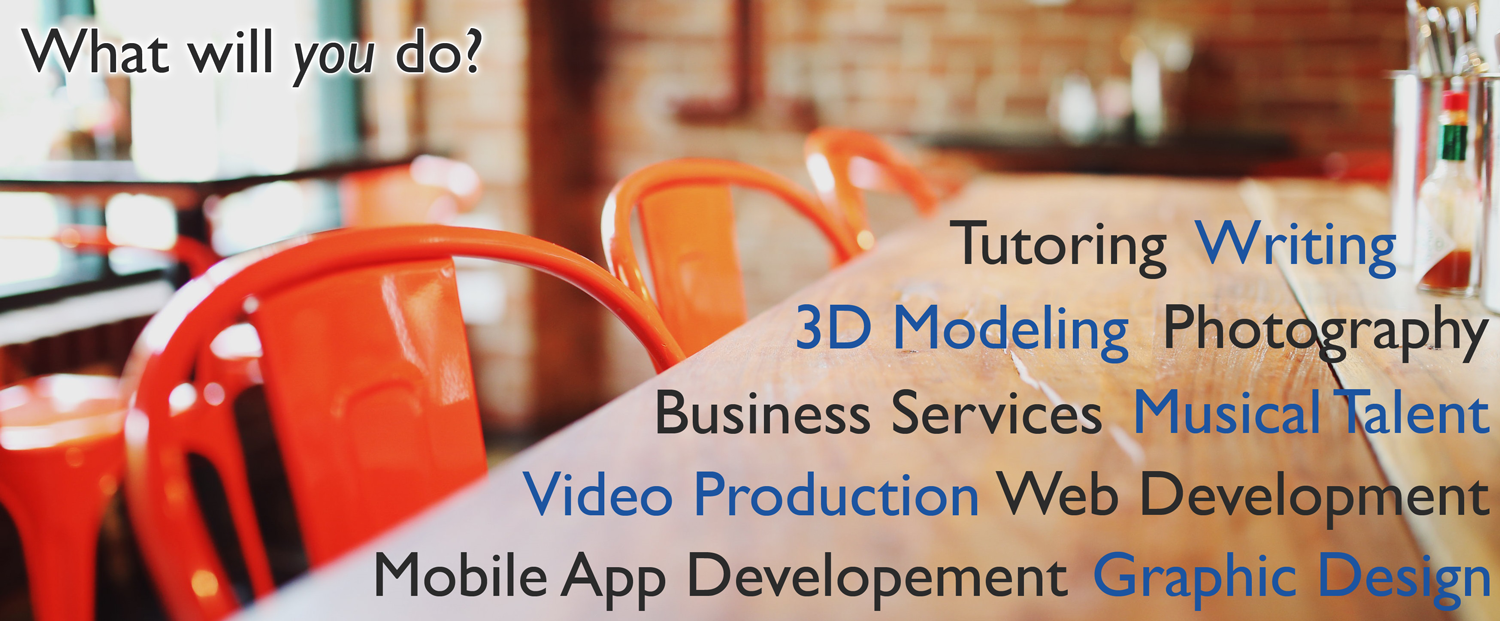 What will you do?
Tutoring Writing
3D Modeling Photography
Business Services Musical Talent
Video Production Web Development
Mobile App Developement Graphic Design